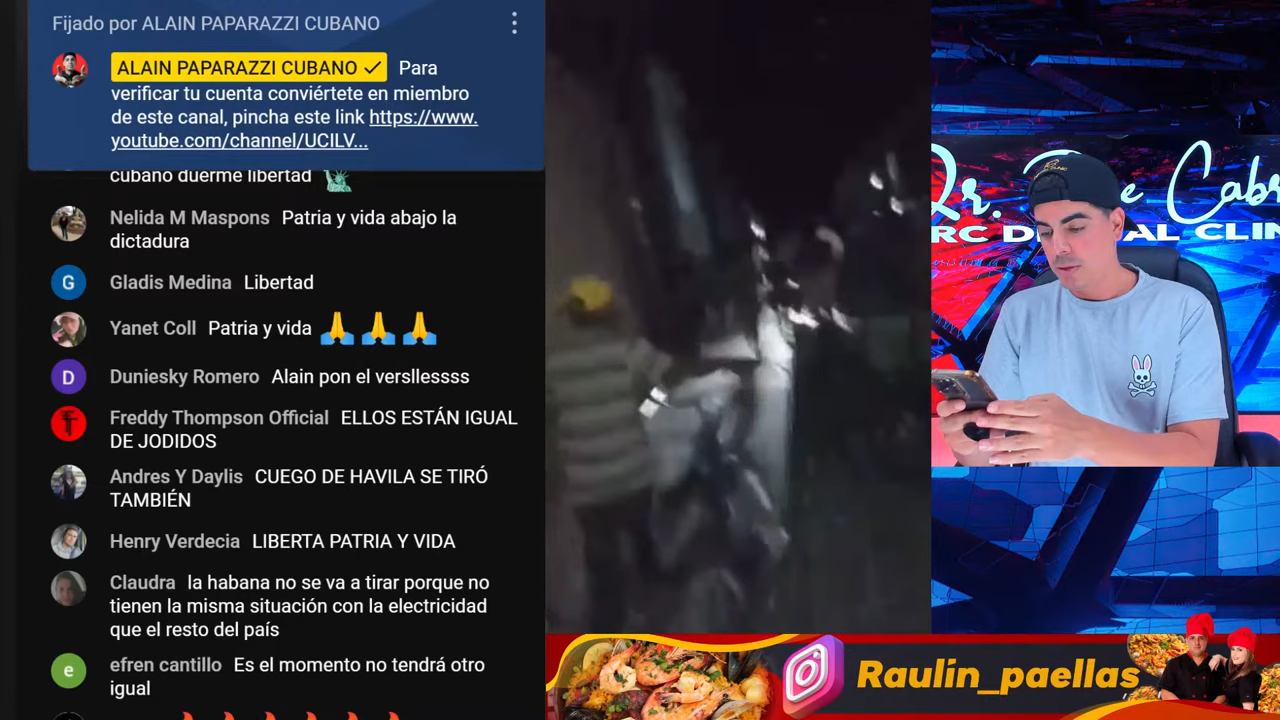 Fijado por ALAIN PAPARAZZI CUBANO
ALAIN PAPARAZZI CUBANO ✓ Para
verificar tu cuenta conviértete en miembro
de este canal, pincha este link https://www.
youtube.com/channel/UCILV...
cubano duerme libertad 🗽
Nelida M Maspons Patria y vida abajo la
dictadura
G
Gladis Medina Libertad
Yanet Coll Patria y vida 🙏 🙏 🙏
D
Duniesky Romero Alain pon el versllessss
Freddy Thompson Official ELLOS ESTÁN IGUAL
DE JODIDOS
Andres Y Daylis CUEGO DE HAVILA SE TIRÓ
TAMBIÉN
Henry Verdecia LIBERTA PATRIA Y VIDA
Claudra la habana no se va a tirar porque no
tienen la misma situación con la electricidad
que el resto del país
e
efren cantillo Es el momento no tendrá otro
igual
Raulin_paellas